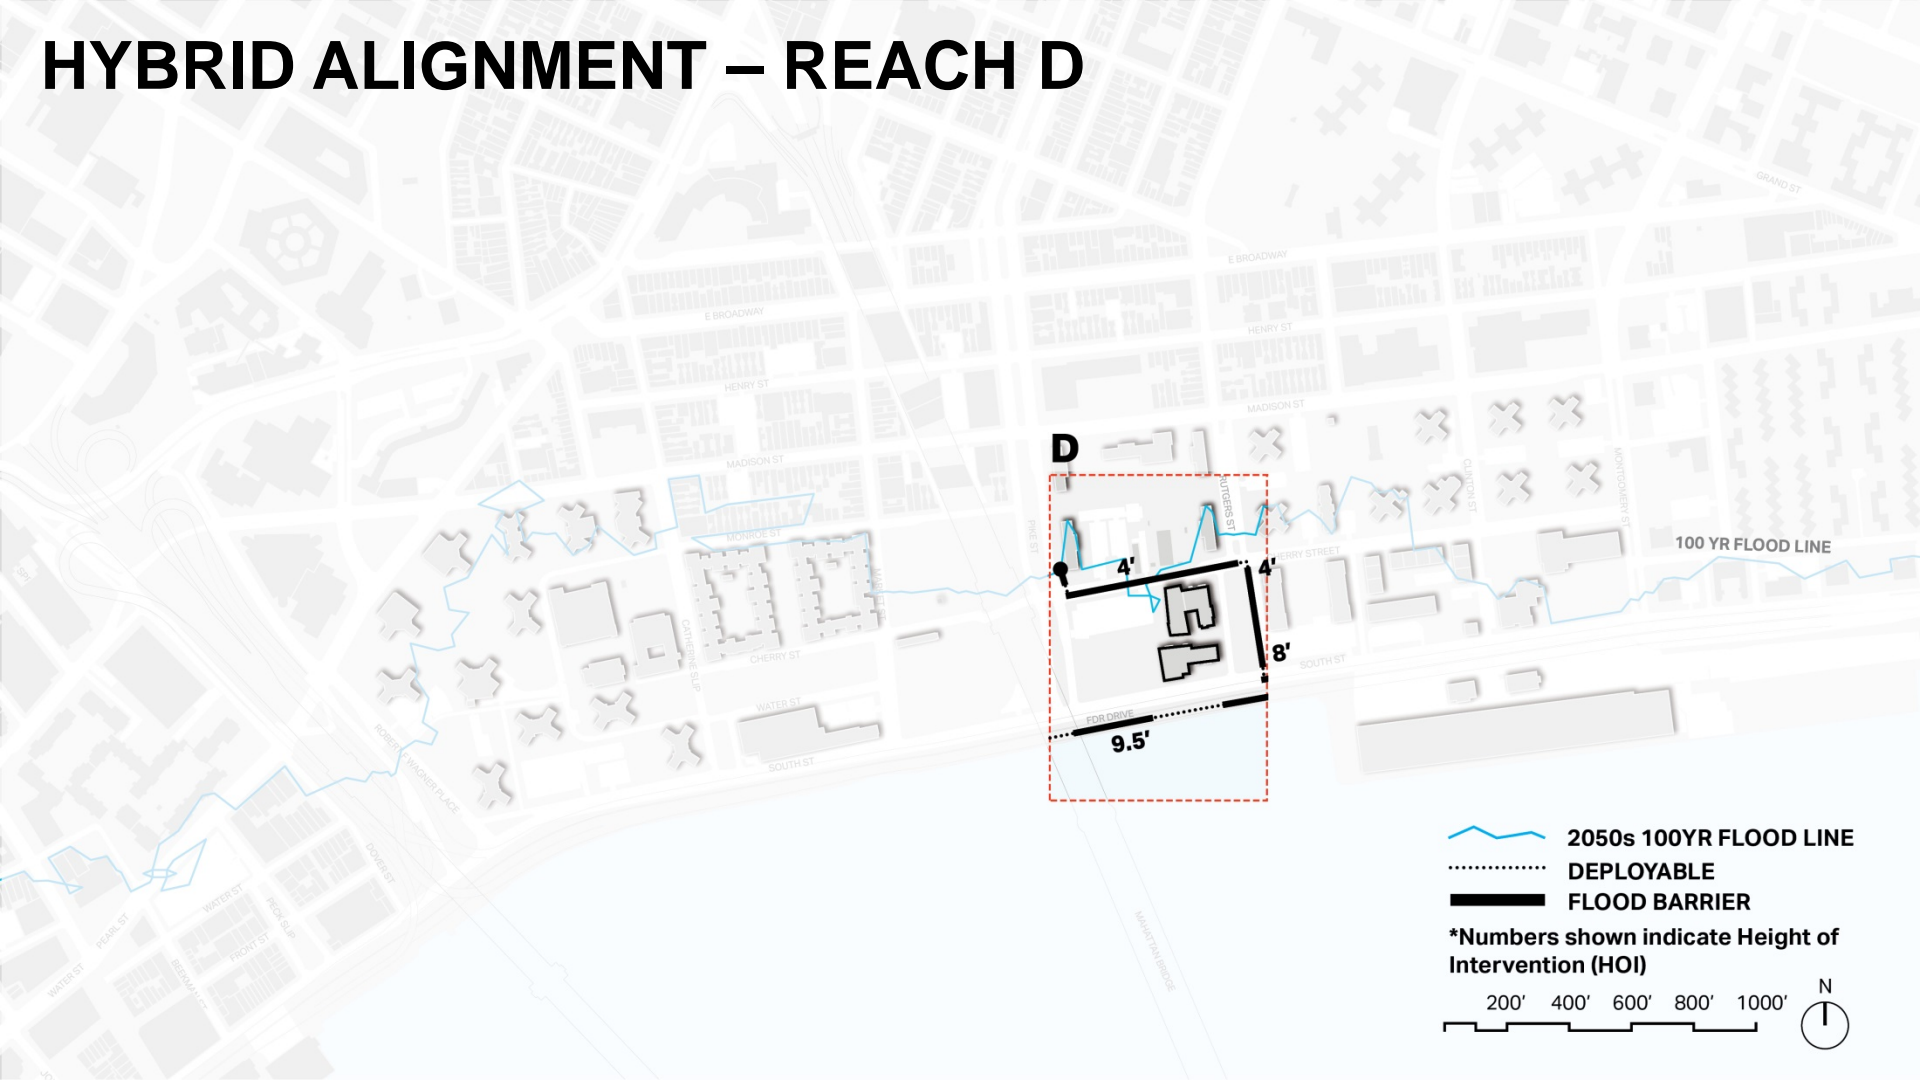 HYBRID ALIGNMENT – REACH D
GRAND ST
E BROADWAY
E BROADWAY
HENRY ST
HENRY ST
MADISON ST
D
MADISON ST
RUTGERS ST
CLINTON ST
MONTGOMERY ST
PIKE ST
MONROE ST
100 YR FLOOD LINE
4′
4′
CHERRY STREET
CATHERINE SLIP
CHERRY ST
8′
SOUTH ST
WATER ST
FDR DRIVE
9.5′
SOUTH ST
ROBERT F WAGNER PLACE
DOVER ST
2050s 100YR FLOOD LINE
DEPLOYABLE
FLOOD BARRIER
*Numbers shown indicate Height of
Intervention (HOI)
WATER ST
PECK SLIP
PEARL ST
FRONT ST
WATER ST
MANHATTAN BRIDGE
N
200′ 400′ 600′ 800′ 1000′